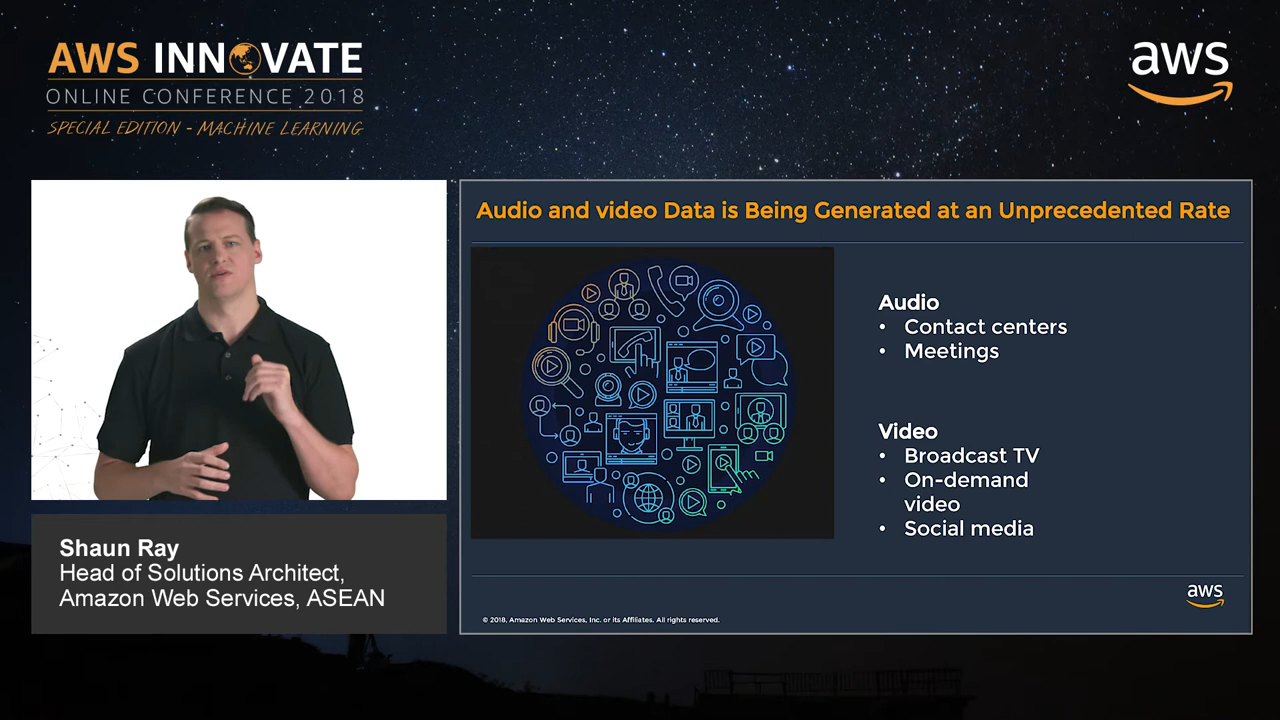 AWS INNOVATE
ONLINE CONFERENCE 2018
SPECIAL EDITION - MACHINE LEARNING
aws
Shaun Ray
Head of Solutions Architect,
Amazon Web Services, ASEAN
Audio and video Data is Being Generated at an Unprecedented Rate
Audio
• Contact centers
• Meetings
Video
• Broadcast TV
• On-demand
video
• Social media
aws
© 2018, Amazon Web Services, Inc. or its Affiliates. All rights reserved.